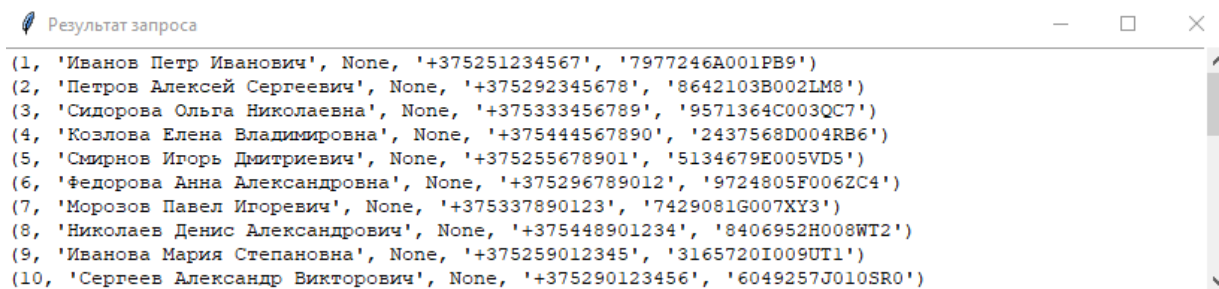 Результат запроса
(1, 'Иванов Петр Иванович', None, '+375251234567', '7977246A001PB9')
(2, 'Петров Алексей Сергеевич', None, '+375292345678', '8642103B002LM8')
(3, 'Сидорова Ольга Николаевна', None, '+375333456789', '9571364C003QC7')
(4, 'Козлова Елена Владимировна', None, '+375444567890', '2437568D004RB6')
(5, 'Смирнов Игорь Дмитриевич', None, '+375255678901', '5134679E005VD5')
(6, 'Федорова Анна Александровна', None, '+375296789012', '9724805F006ZC4')
(7, 'Морозов Павел Игоревич', None, '+375337890123', '7429081G007XY3')
(8, 'Николаев Денис Александрович', None, '+375448901234', '8406952H008WT2')
(9, 'Иванова Мария Степановна', None, '+375259012345', '3165720I009UT1')
(10, 'Сергеев Александр Викторович', None, '+375290123456', '6049257J010SR0')